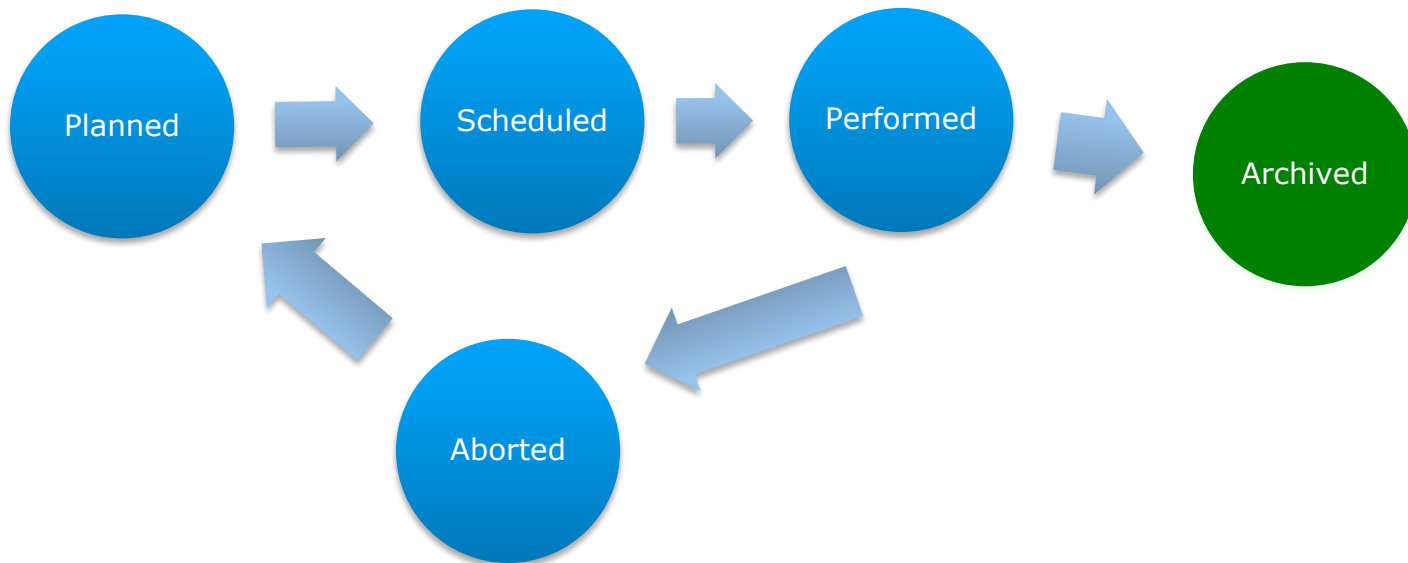 Planned
Scheduled
Performed
Archived
Aborted